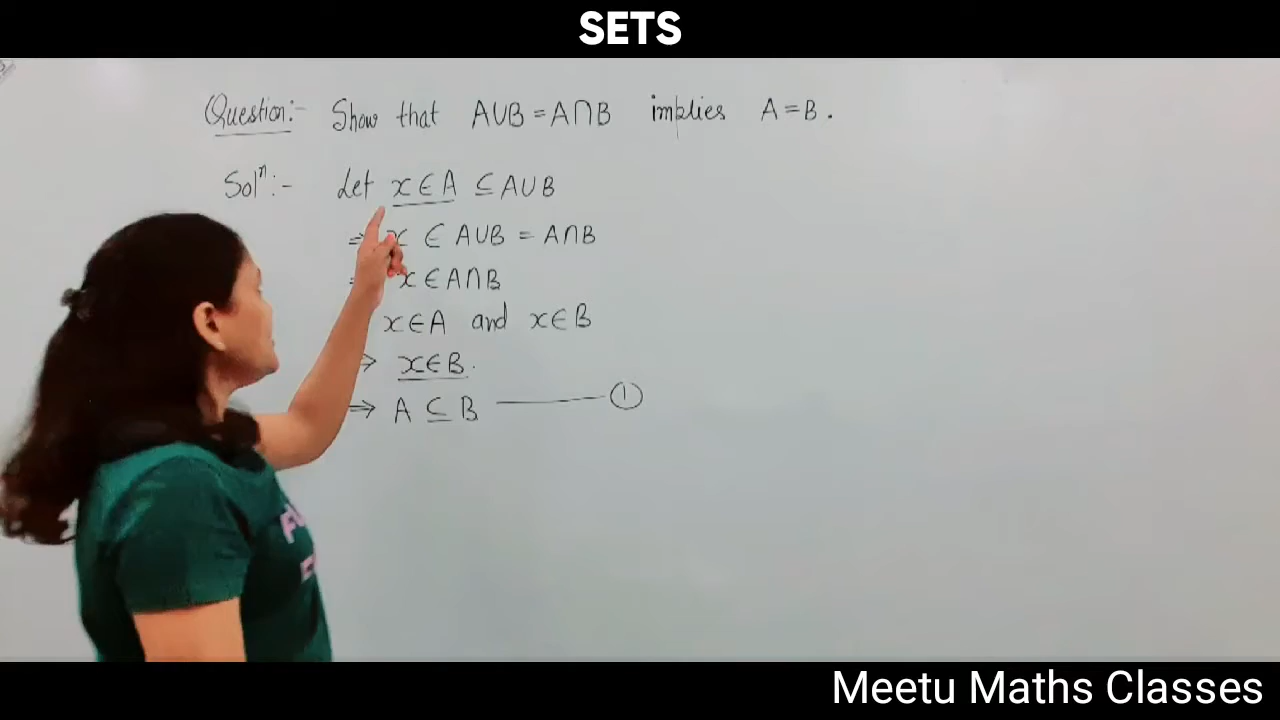 SETS
Question:- Show that A∪B = A∩B implies A = B.
Solⁿ:- Let x ∈ A ⊆ A∪B
⇒ x ∈ A∪B = A∩B
x ∈ A∩B
x ∈ A and x ∈ B
⇒ x ∈ B.
⇒ A ⊆ B ——— ①
Meetu Maths Classes